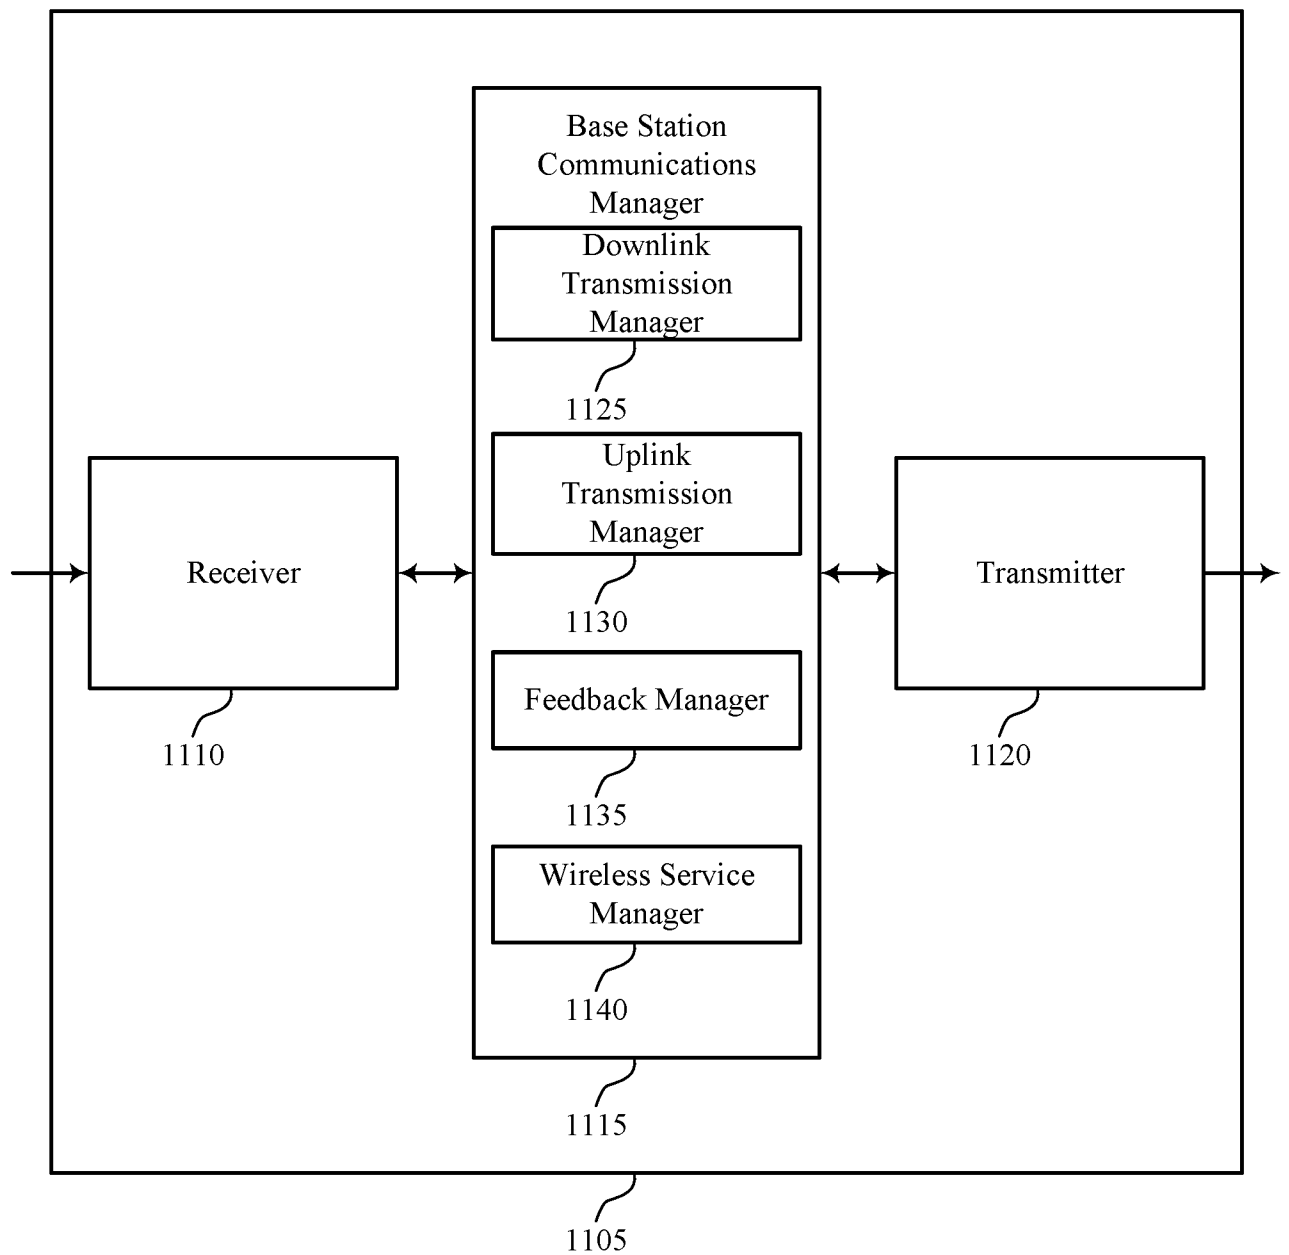 Base Station
Communications
Manager
Downlink
Transmission
Manager
1125
Uplink
Transmission
Manager
1130
Receiver
1110
Transmitter
1120
Feedback Manager
1135
Wireless Service
Manager
1140
1115
1105